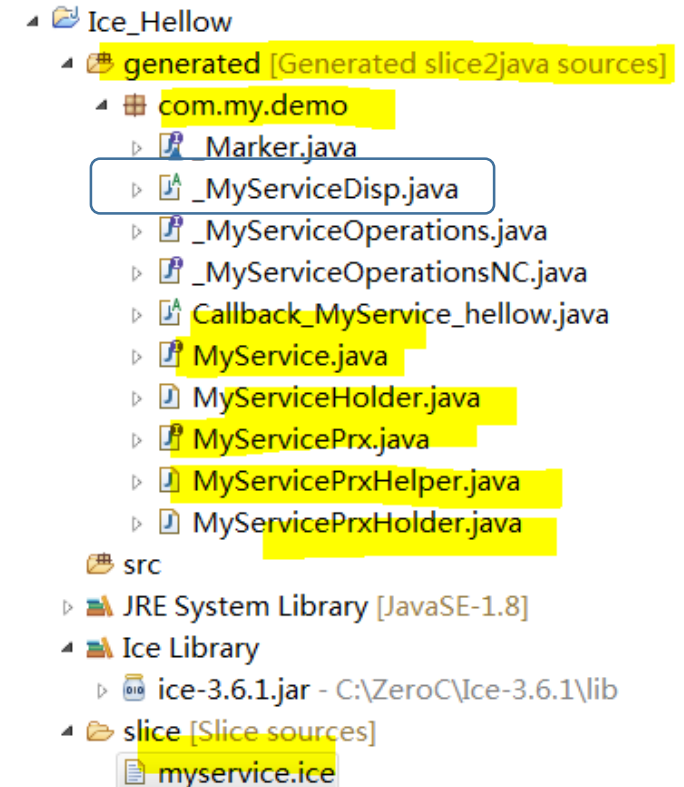 Ice_Hellow
generated [Generated slice2java sources]
com.my.demo
_Marker.java
_MyServiceDisp.java
_MyServiceOperations.java
_MyServiceOperationsNC.java
Callback_MyService_hellow.java
MyService.java
MyServiceHolder.java
MyServicePrx.java
MyServicePrxHelper.java
MyServicePrxHolder.java
src
JRE System Library [JavaSE-1.8]
Ice Library
ice-3.6.1.jar - C:\ZeroC\Ice-3.6.1\lib
slice [Slice sources]
myservice.ice